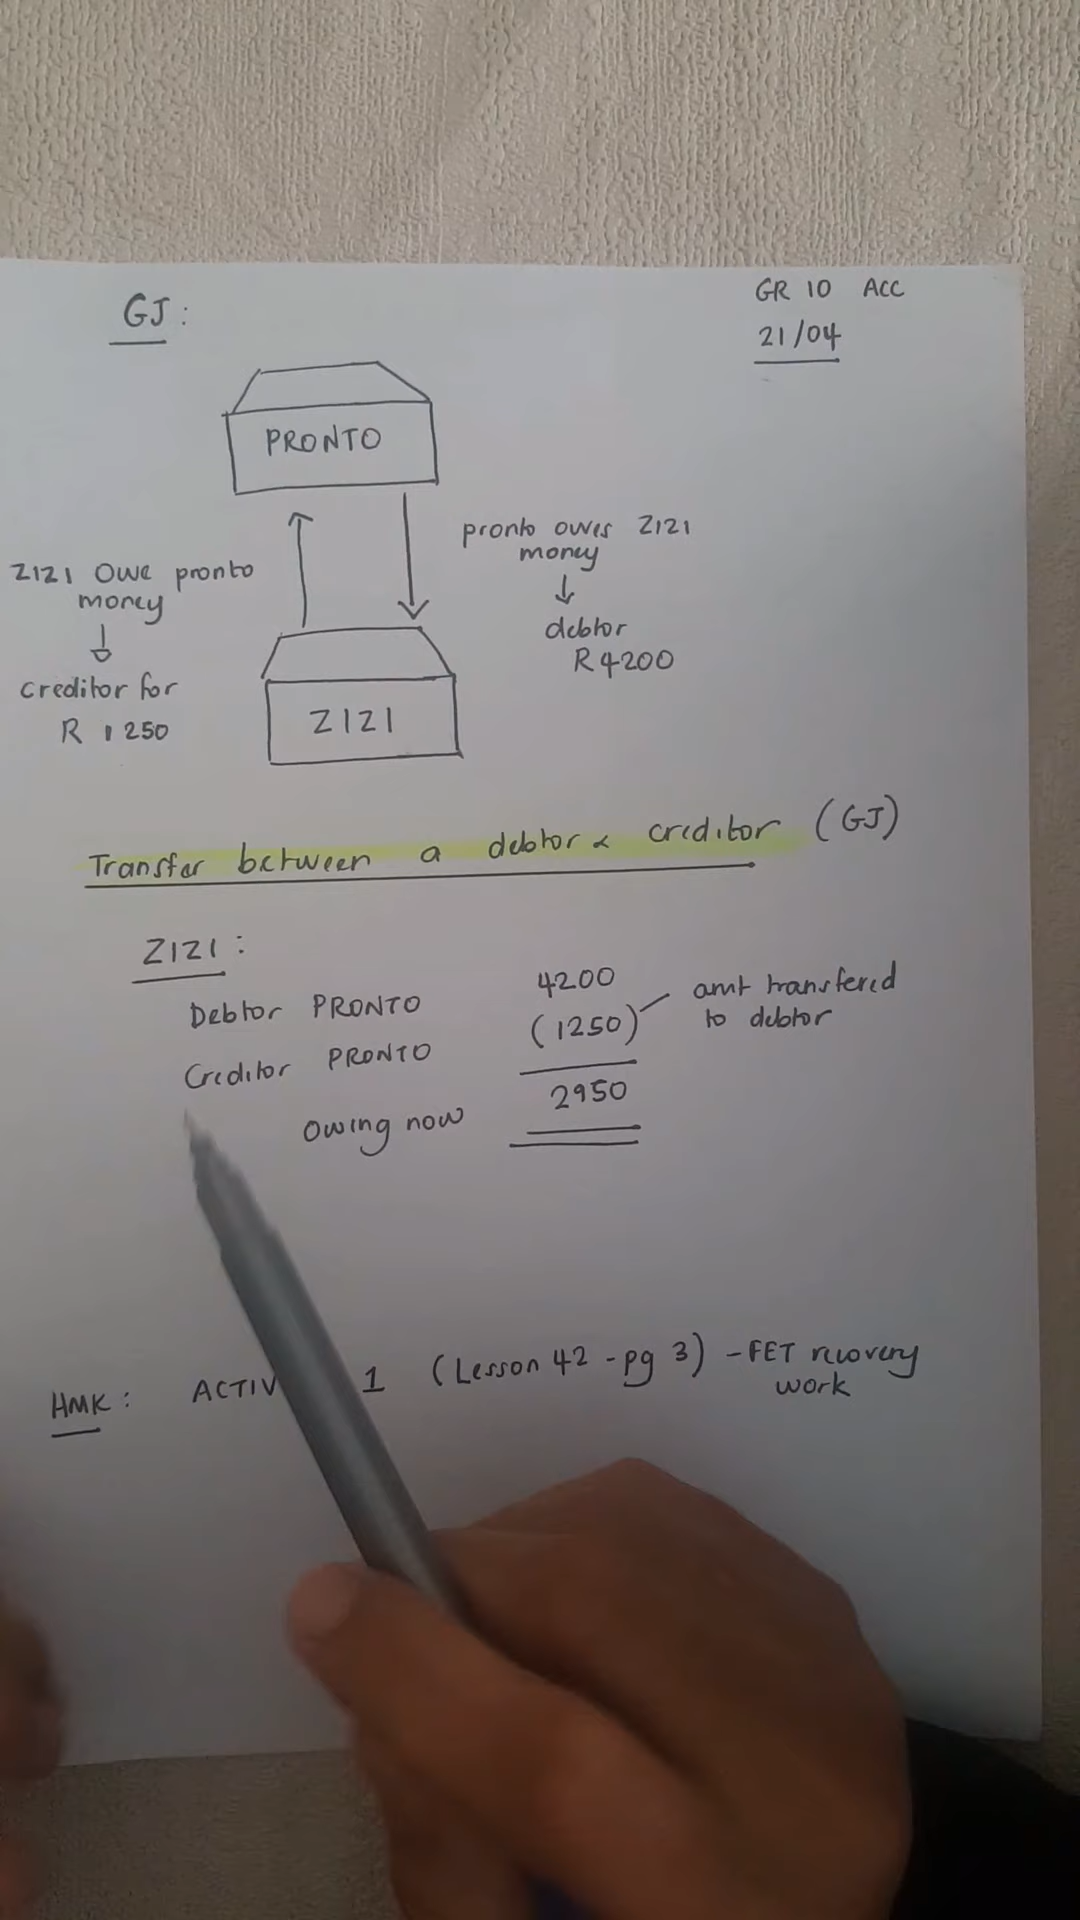 GJ:
GR 10 ACC
21/04
PRONTO
pronto owes ZIZI
money
debtor
R4200
ZIZI Owe pronto
money
creditor for
R 1250
ZIZI
Transfer between a debtor & creditor (GJ)
ZIZI:
Debtor PRONTO 4200
Creditor PRONTO (1250)
amt transfered
to debtor
Owing now 2950
HMK: ACTIV 1 (Lesson 42 - pg 3) - FET recovery
work